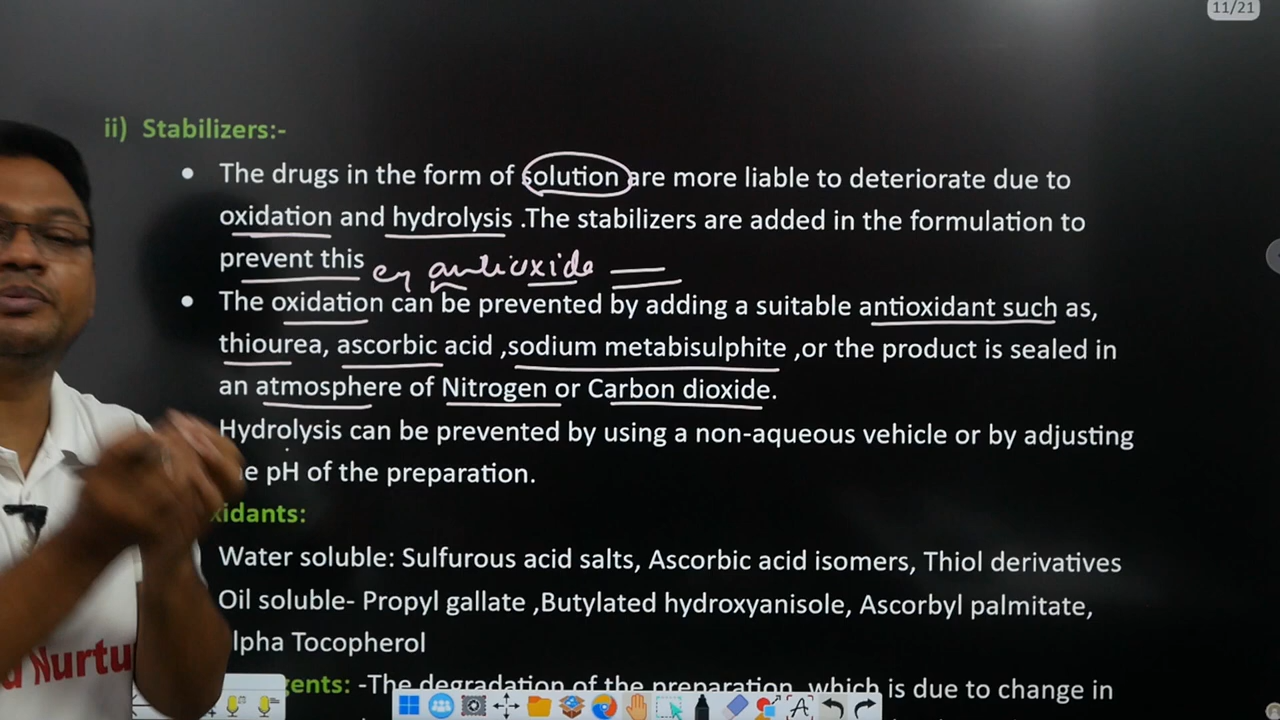 11/21
ii) Stabilizers:-
• The drugs in the form of solution are more liable to deteriorate due to
oxidation and hydrolysis .The stabilizers are added in the formulation to
prevent this eg antioxide
• The oxidation can be prevented by adding a suitable antioxidant such as,
thiourea, ascorbic acid ,sodium metabisulphite ,or the product is sealed in
an atmosphere of Nitrogen or Carbon dioxide.
Hydrolysis can be prevented by using a non-aqueous vehicle or by adjusting
pH of the preparation.
xidants:
Water soluble: Sulfurous acid salts, Ascorbic acid isomers, Thiol derivatives
Oil soluble- Propyl gallate ,Butylated hydroxyanisole, Ascorbyl palmitate,
lpha Tocopherol
gents: -The degradation of the preparation, which is due to change in
Nurtu